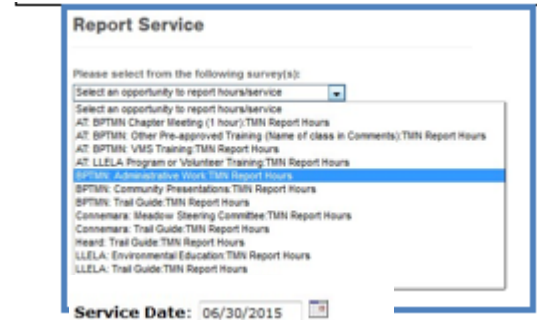 Report Service
Please select from the following survey(s):
Select an opportunity to report hours/service
Select an opportunity to report hours/service
AT: BPTMN Chapter Meeting (1 hour):TMN Report Hours
AT: BPTMN: Other Pre-approved Training (Name of class in Comments):TMN Report Hours
AT: BPTMN: VMS Training:TMN Report Hours
AT: LLELA Program or Volunteer Training:TMN Report Hours
BPTMN: Administrative Work:TMN Report Hours
BPTMN: Community Presentations:TMN Report Hours
BPTMN: Trail Guide:TMN Report Hours
Connemara: Meadow Steering Committee:TMN Report Hours
Connemara: Trail Guide:TMN Report Hours
Heard: Trail Guide:TMN Report Hours
LLELA: Environmental Education:TMN Report Hours
LLELA: Trail Guide:TMN Report Hours
Service Date: 06/30/2015